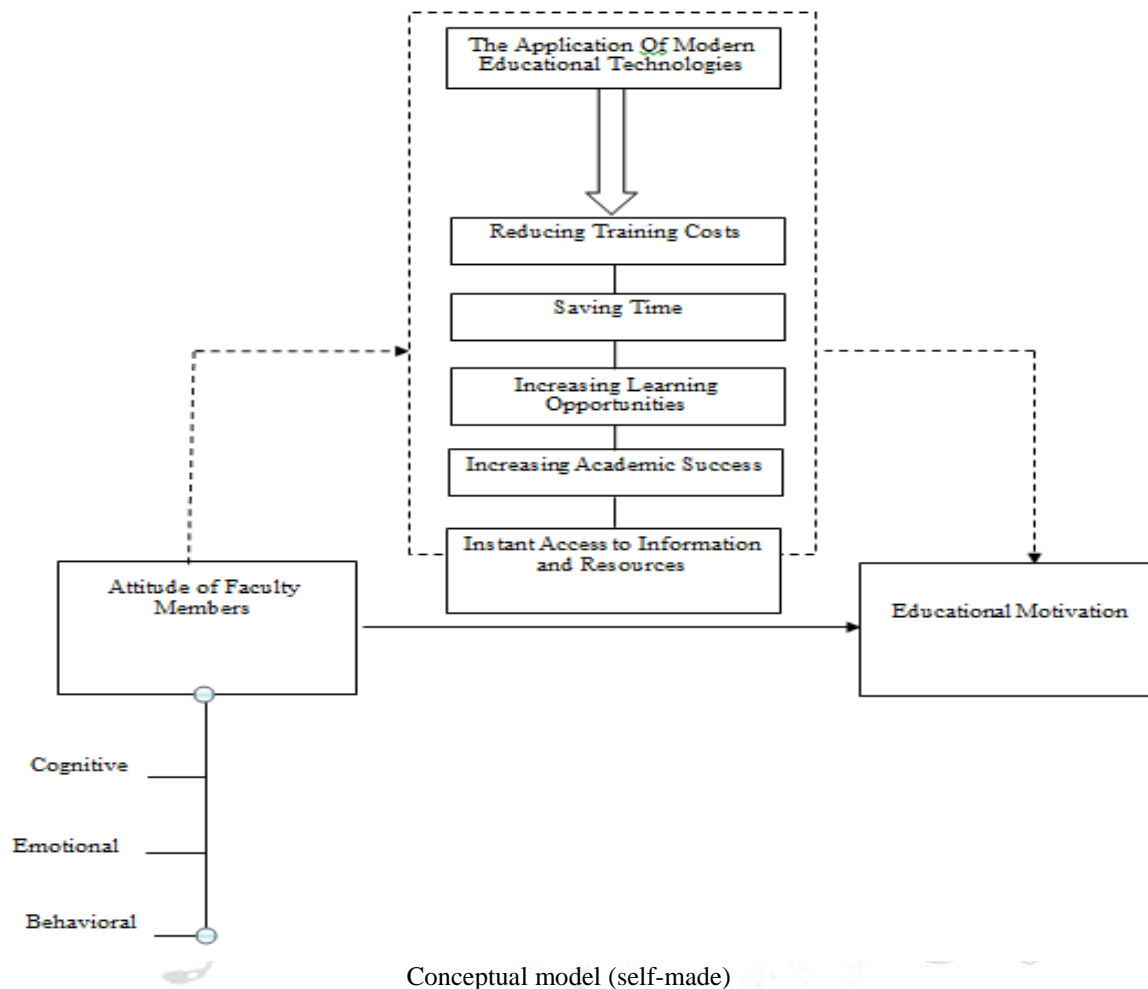 The Application Of Modern
Educational Technologies
Reducing Training Costs
Saving Time
Increasing Learning
Opportunities
Increasing Academic Success
Instant Access to Information
and Resources
Attitude of Faculty
Members
Educational Motivation
Cognitive
Emotional
Behavioral
Conceptual model (self-made)